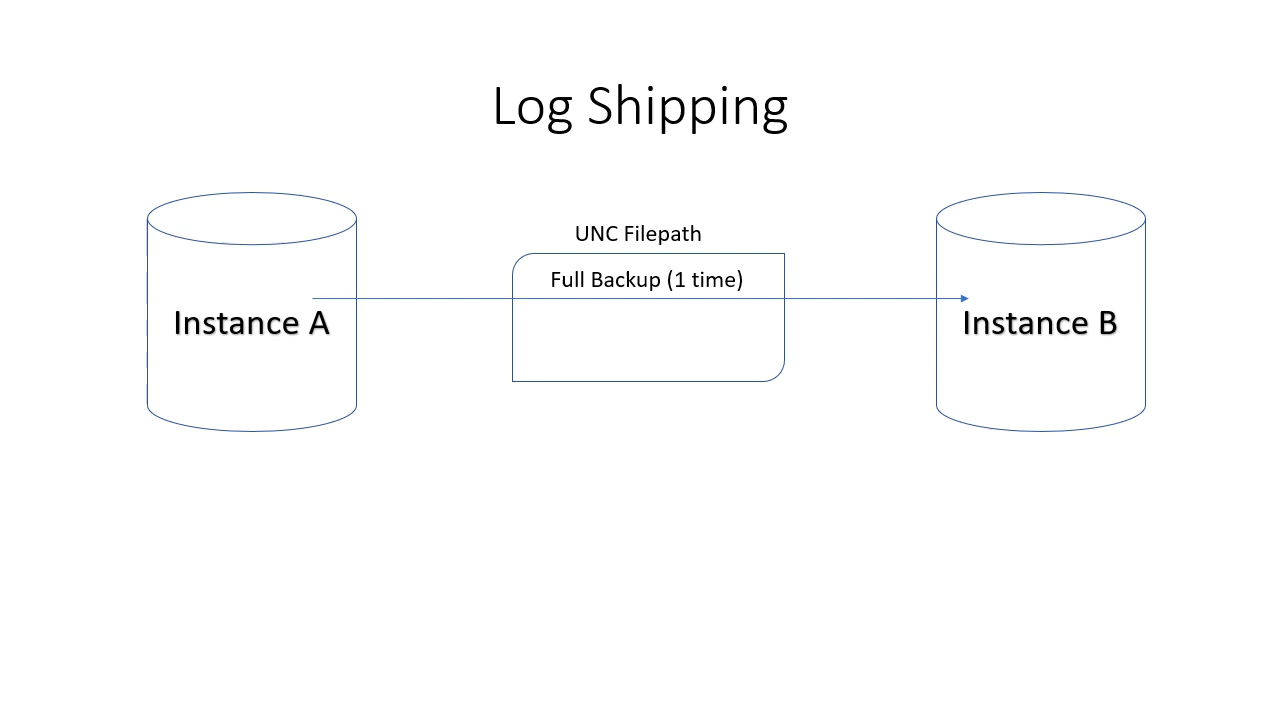 Log Shipping
UNC Filepath
Full Backup (1 time)
Instance A
Instance B